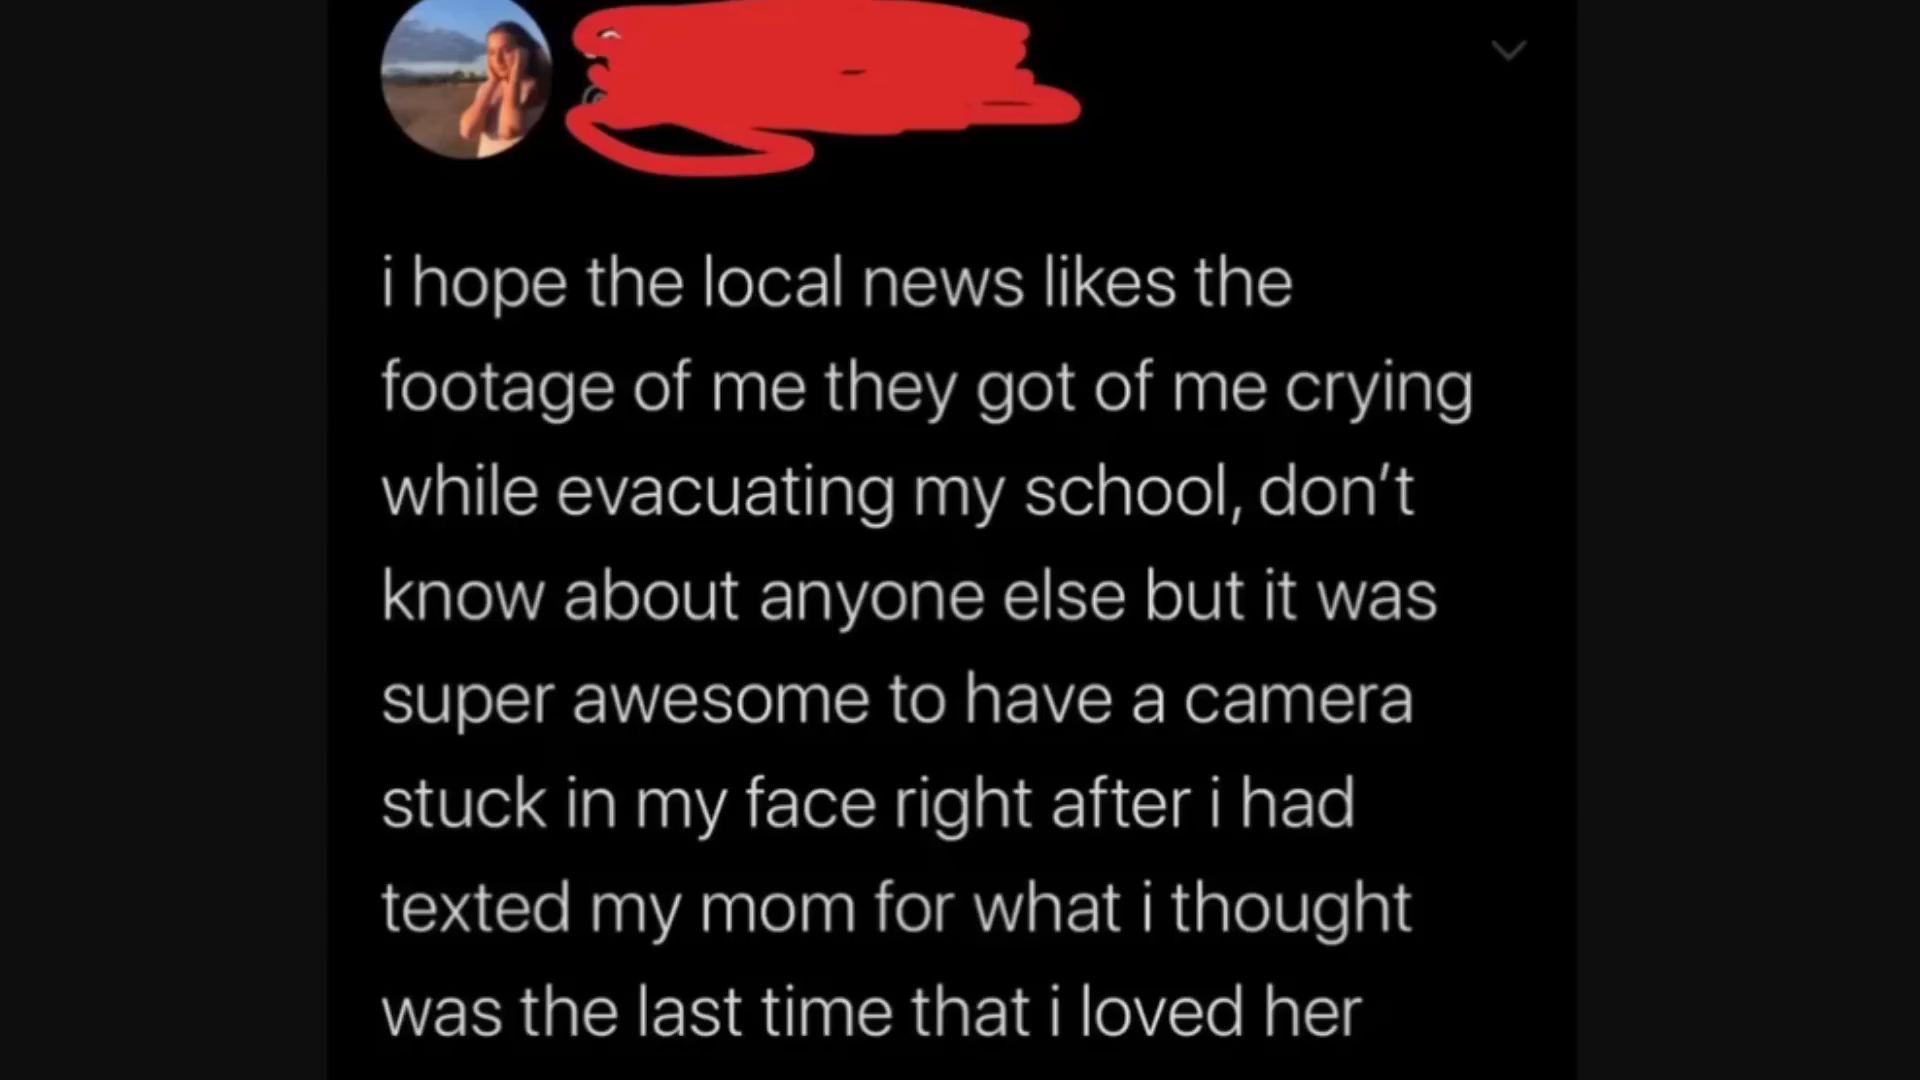 i hope the local news likes the
footage of me they got of me crying
while evacuating my school, don’t
know about anyone else but it was
super awesome to have a camera
stuck in my face right after i had
texted my mom for what i thought
was the last time that i loved her